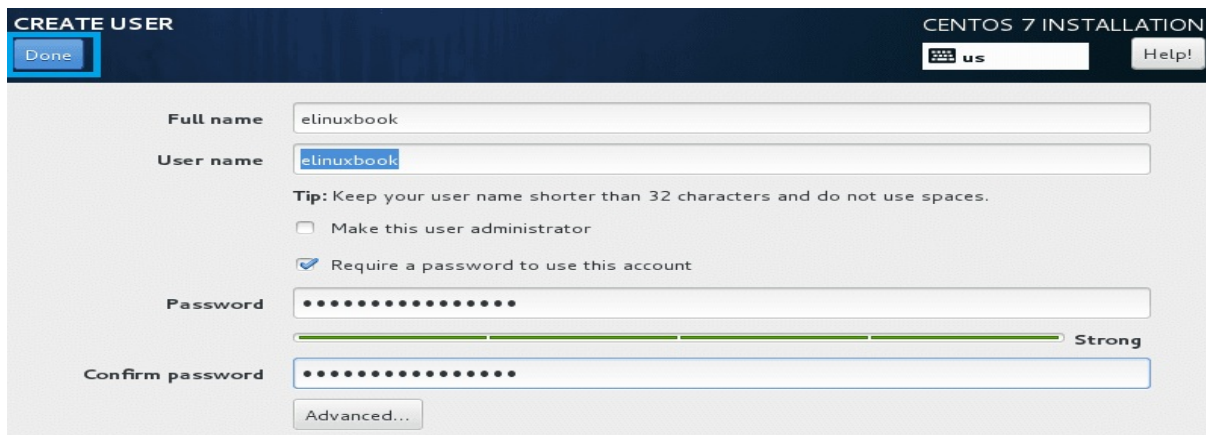 CREATE USER
CENTOS 7 INSTALLATION
Done
us
Help!
Full name
elinuxbook
User name
elinuxbook
Tip: Keep your user name shorter than 32 characters and do not use spaces.
Make this user administrator
Require a password to use this account
Password
••••••••••••••••
Strong
Confirm password
••••••••••••••••
Advanced...